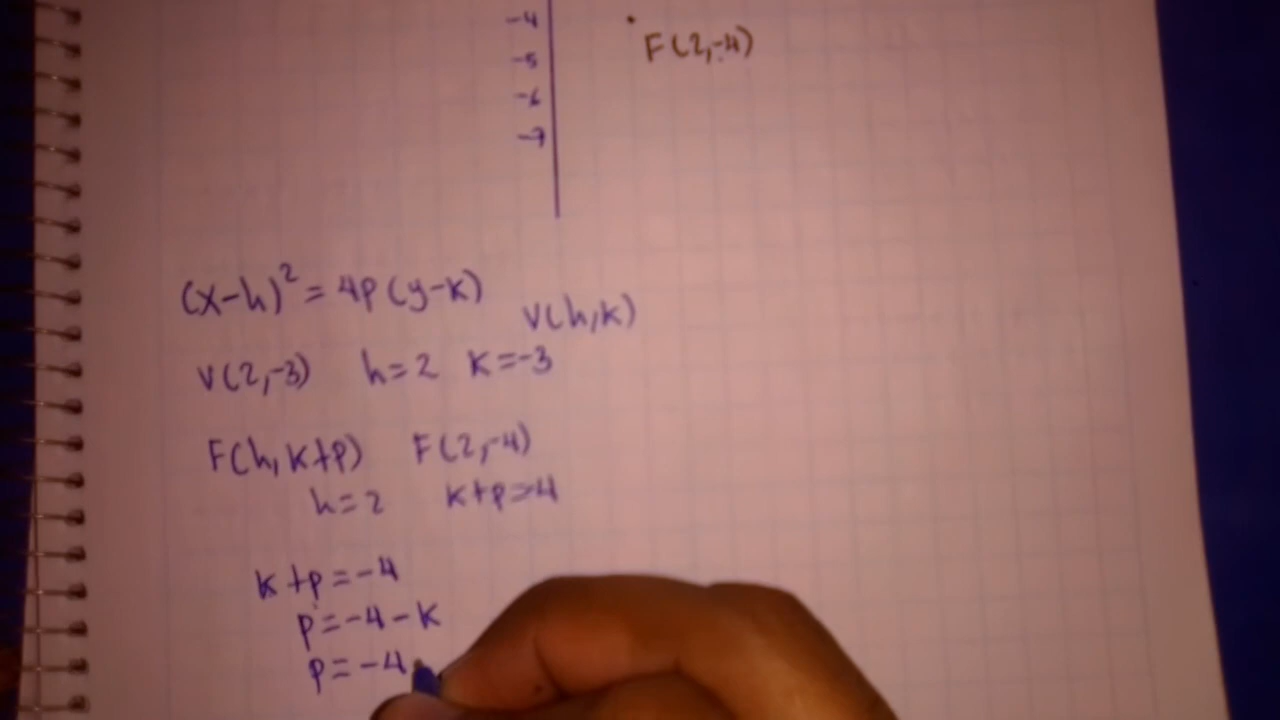 -4
F(2,-4)
-5
-6
-7
(x-h)² = 4p(y-k)
V(h,k)
V(2,-3) h=2 k=-3
F(h,k+p) F(2,-4)
h=2 k+p=-4
k+p=-4
p=-4-k
p=-4